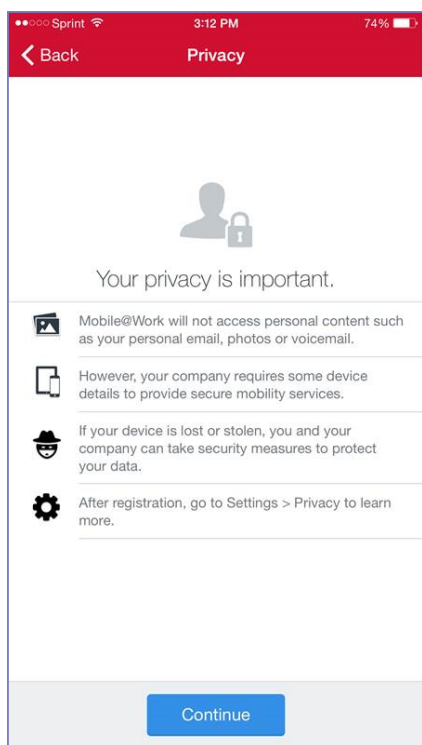 Sprint 3:12 PM 74%
Back Privacy
Your privacy is important.
Mobile@Work will not access personal content such
as your personal email, photos or voicemail.
However, your company requires some device
details to provide secure mobility services.
If your device is lost or stolen, you and your
company can take security measures to protect
your data.
After registration, go to Settings > Privacy to learn
more.
Continue